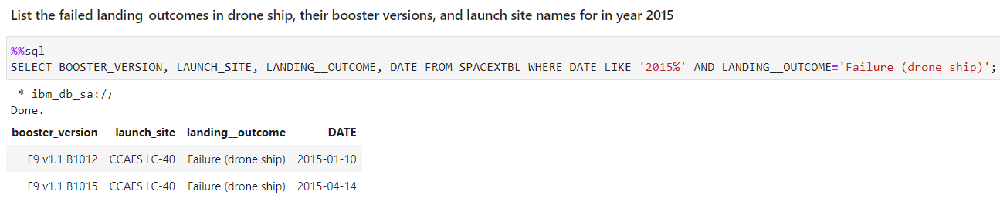 List the failed landing_outcomes in drone ship, their booster versions, and launch site names for in year 2015
%%sql
SELECT BOOSTER_VERSION, LAUNCH_SITE, LANDING__OUTCOME, DATE FROM SPACEXTBL WHERE DATE LIKE '2015%' AND LANDING__OUTCOME='Failure (drone ship)';
* ibm_db_sa://
Done.
booster_version launch_site landing__outcome DATE
F9 v1.1 B1012 CCAFS LC-40 Failure (drone ship) 2015-01-10
F9 v1.1 B1015 CCAFS LC-40 Failure (drone ship) 2015-04-14